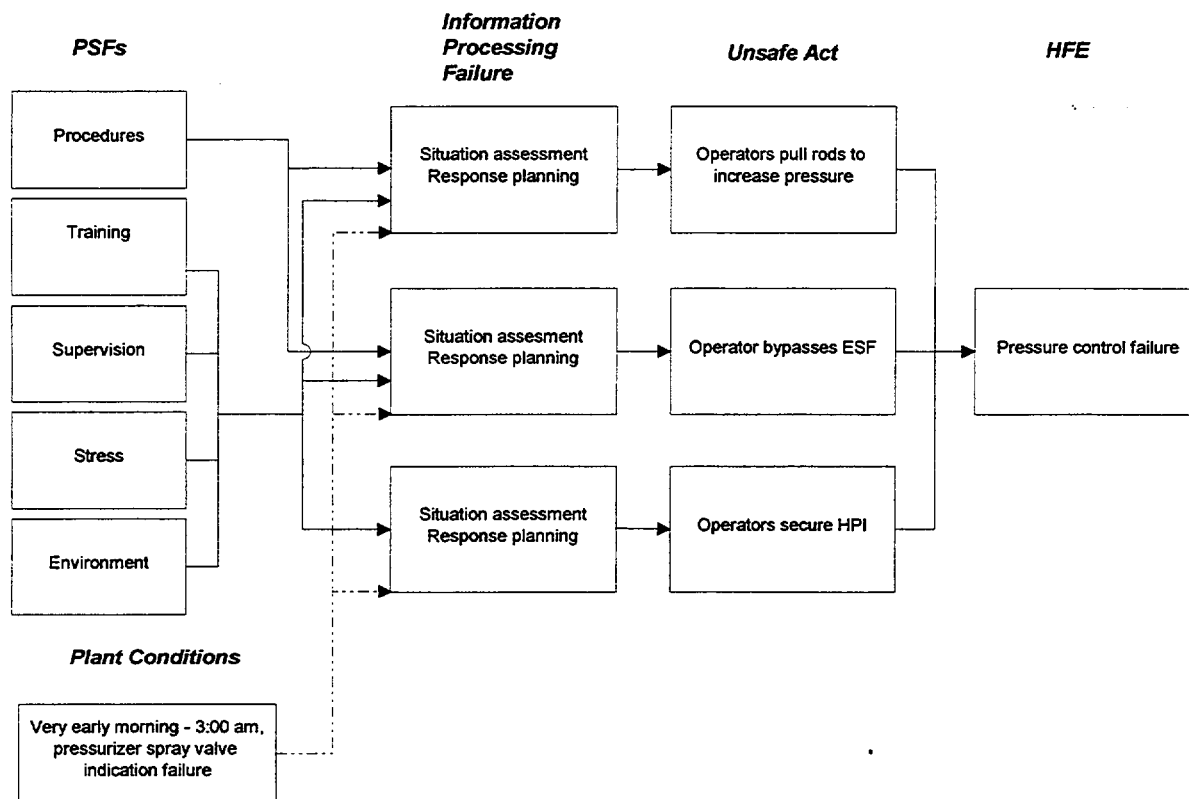 PSFs
Information
Processing
Failure
Unsafe Act
HFE
Procedures
Training
Supervision
Stress
Environment
Situation assessment
Response planning
Operators pull rods to
increase pressure
Situation assesment
Response planning
Operator bypasses ESF
Pressure control failure
Situation assessment
Response planning
Operators secure HPI
Plant Conditions
Very early morning - 3:00 am,
pressurizer spray valve
indication failure